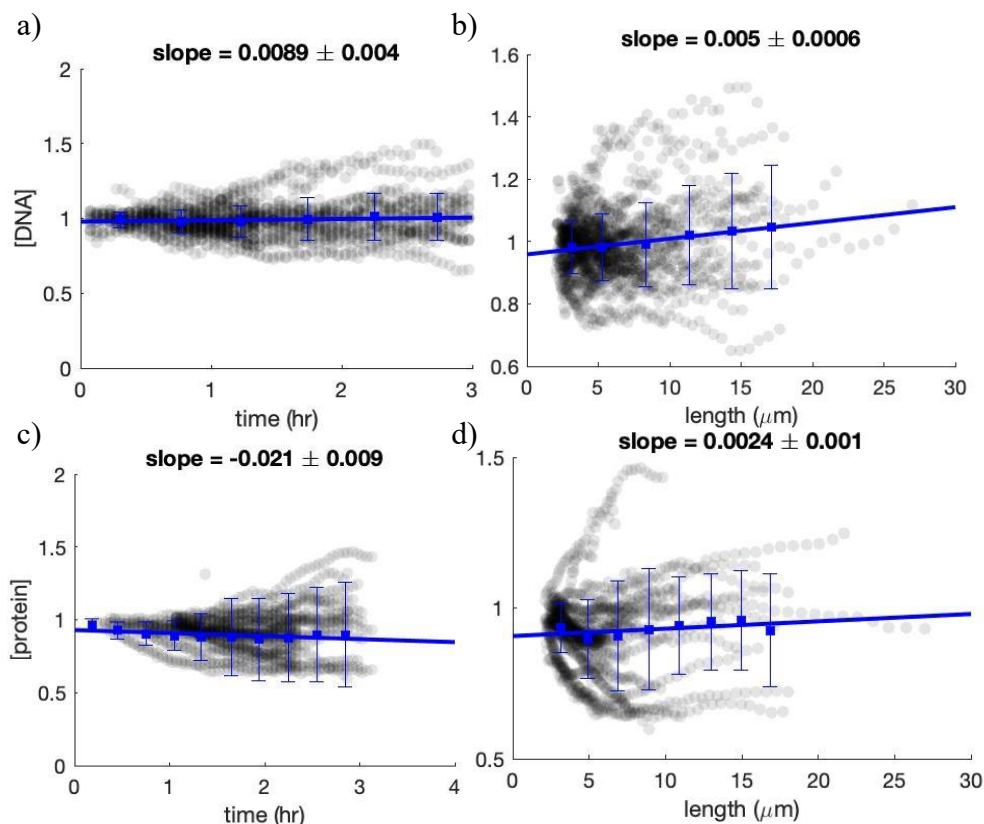 a)
slope = 0.0089 ± 0.004
2
1.5
1
0.5
0
[DNA]
0 1 2 3
time (hr)
b)
slope = 0.005 ± 0.0006
1.6
1.4
1.2
1
0.8
0.6
0 5 10 15 20 25 30
length (μm)
c)
slope = -0.021 ± 0.009
2
1.5
1
0.5
0
[protein]
0 1 2 3 4
time (hr)
d)
slope = 0.0024 ± 0.001
1.5
1
0.5
0 5 10 15 20 25 30
length (μm)